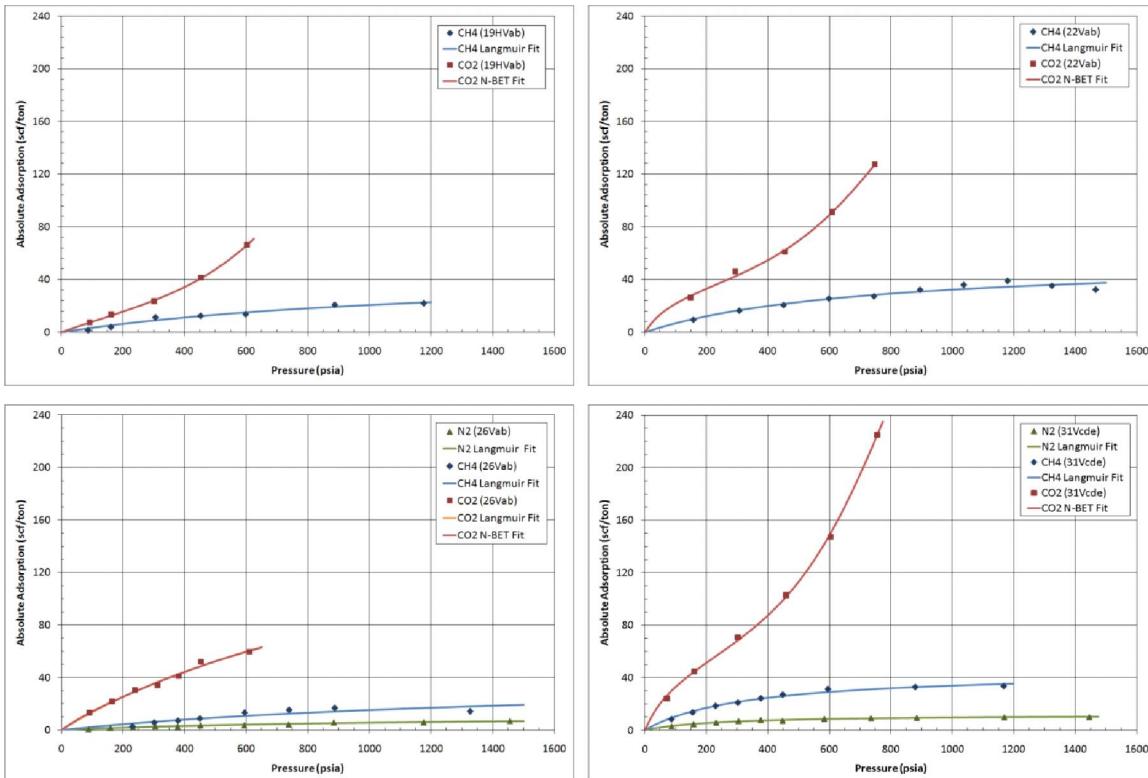 240
200
160
120
80
40
0
0 200 400 600 800 1000 1200 1400 1600
Absolute Adsorption (scf/ton)
Pressure (psia)
CH4 (19HVab)
CH4 Langmuir Fit
CO2 (19HVab)
CO2 N-BET Fit
240
200
160
120
80
40
0
0 200 400 600 800 1000 1200 1400 1600
Absolute Adsorption (scf/ton)
Pressure (psia)
CH4 (22Vab)
CH4 Langmuir Fit
CO2 (22Vab)
CO2 N-BET Fit
240
200
160
120
80
40
0
0 200 400 600 800 1000 1200 1400 1600
Absolute Adsorption (scf/ton)
Pressure (psia)
N2 (26Vab)
N2 Langmuir Fit
CH4 (26Vab)
CH4 Langmuir Fit
CO2 (26Vab)
CO2 Langmuir Fit
CO2 N-BET Fit
240
200
160
120
80
40
0
0 200 400 600 800 1000 1200 1400 1600
Absolute Adsorption (scf/ton)
Pressure (psia)
N2 (31Vcde)
N2 Langmuir Fit
CH4 (31Vcde)
CH4 Langmuir Fit
CO2 (31Vcde)
CO2 N-BET Fit